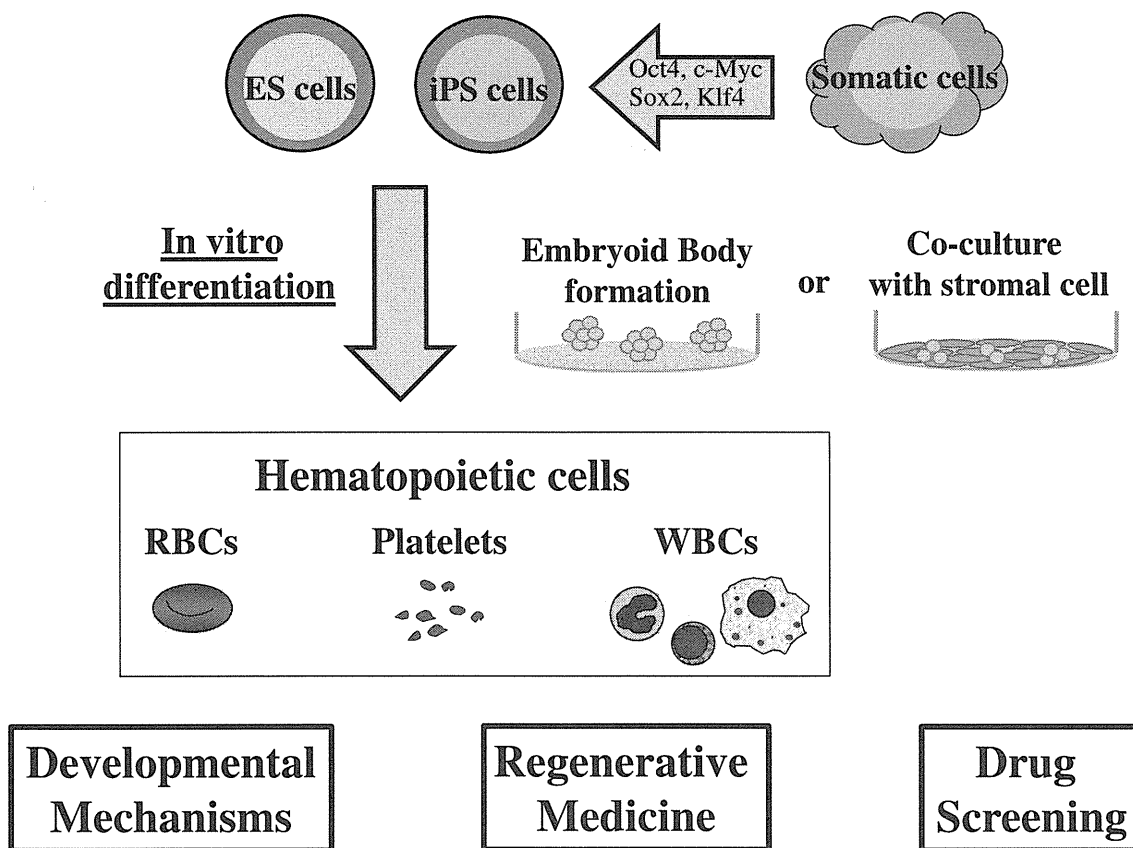 ES cells
iPS cells
Oct4, c-Myc
Sox2, Klf4
Somatic cells
In vitro
differentiation
Embryoid Body
formation
or
Co-culture
with stromal cell
Hematopoietic cells
RBCs
Platelets
WBCs
Developmental
Mechanisms
Regenerative
Medicine
Drug
Screening